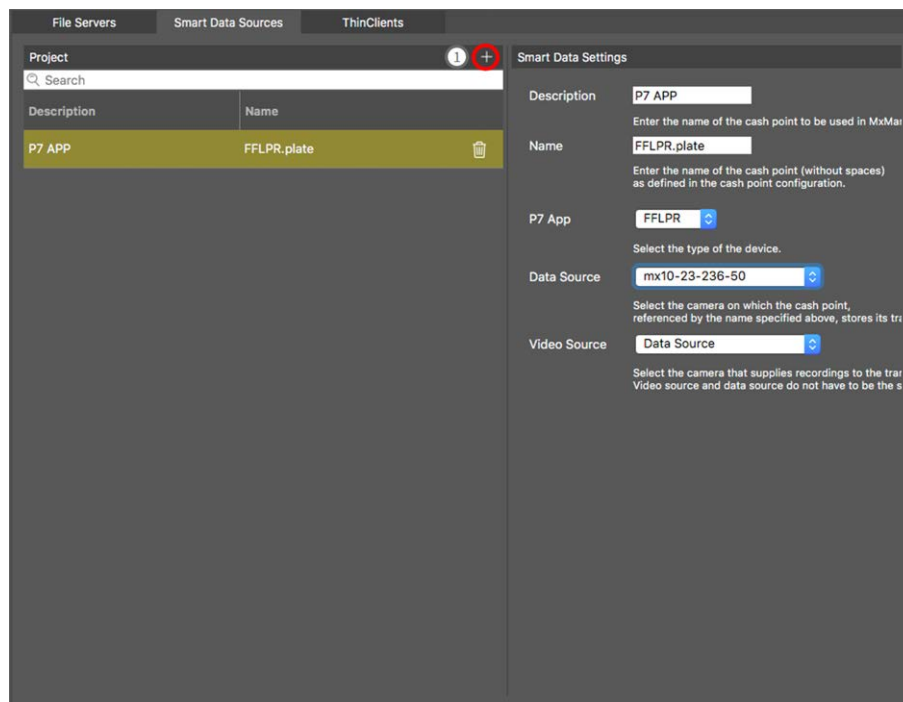 File Servers Smart Data Sources ThinClients
Project 1 + Smart Data Settings
Search
Description Name
P7 APP FFLPR.plate
Description P7 APP
Enter the name of the cash point to be used in
Name FFLPR.plate
Enter the name of the cash point (without spaces)
as defined in the cash point configuration.
P7 App FFLPR
Select the type of the device.
Data Source mx10-23-236-50
Select the camera on which the cash point,
referenced by the name specified above, stores its
Video Source Data Source
Select the camera that supplies recordings to the
Video source and data source do not have to be the